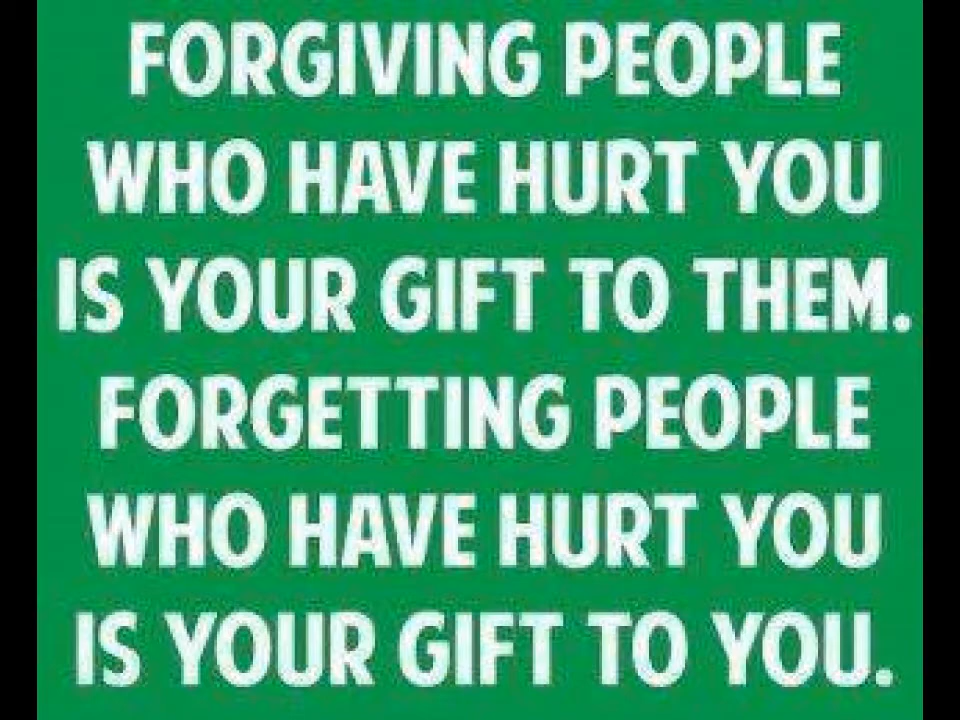 FORGIVING PEOPLE
WHO HAVE HURT YOU
IS YOUR GIFT TO THEM.
FORGETTING PEOPLE
WHO HAVE HURT YOU
IS YOUR GIFT TO YOU.